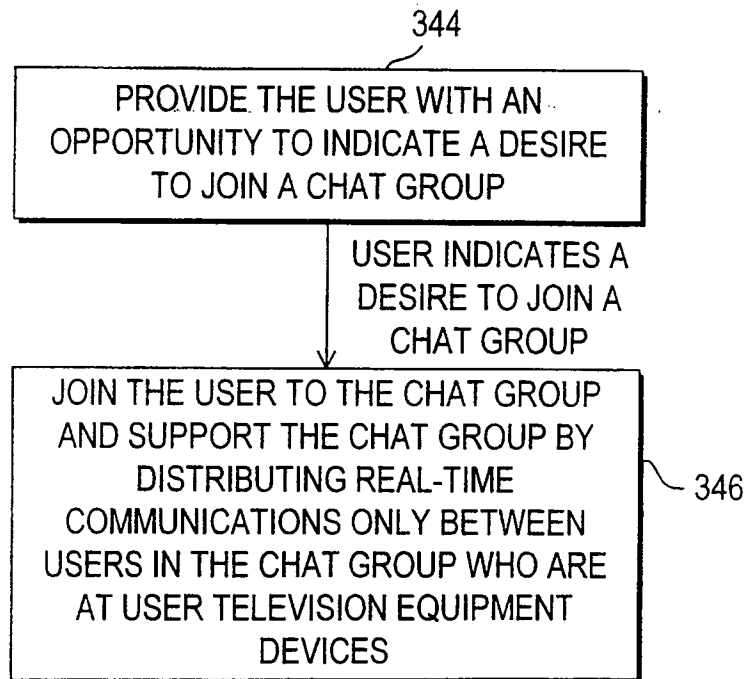 344
PROVIDE THE USER WITH AN
OPPORTUNITY TO INDICATE A DESIRE
TO JOIN A CHAT GROUP
USER INDICATES A
DESIRE TO JOIN A
CHAT GROUP
JOIN THE USER TO THE CHAT GROUP
AND SUPPORT THE CHAT GROUP BY
DISTRIBUTING REAL-TIME
COMMUNICATIONS ONLY BETWEEN
USERS IN THE CHAT GROUP WHO ARE
AT USER TELEVISION EQUIPMENT
DEVICES
346